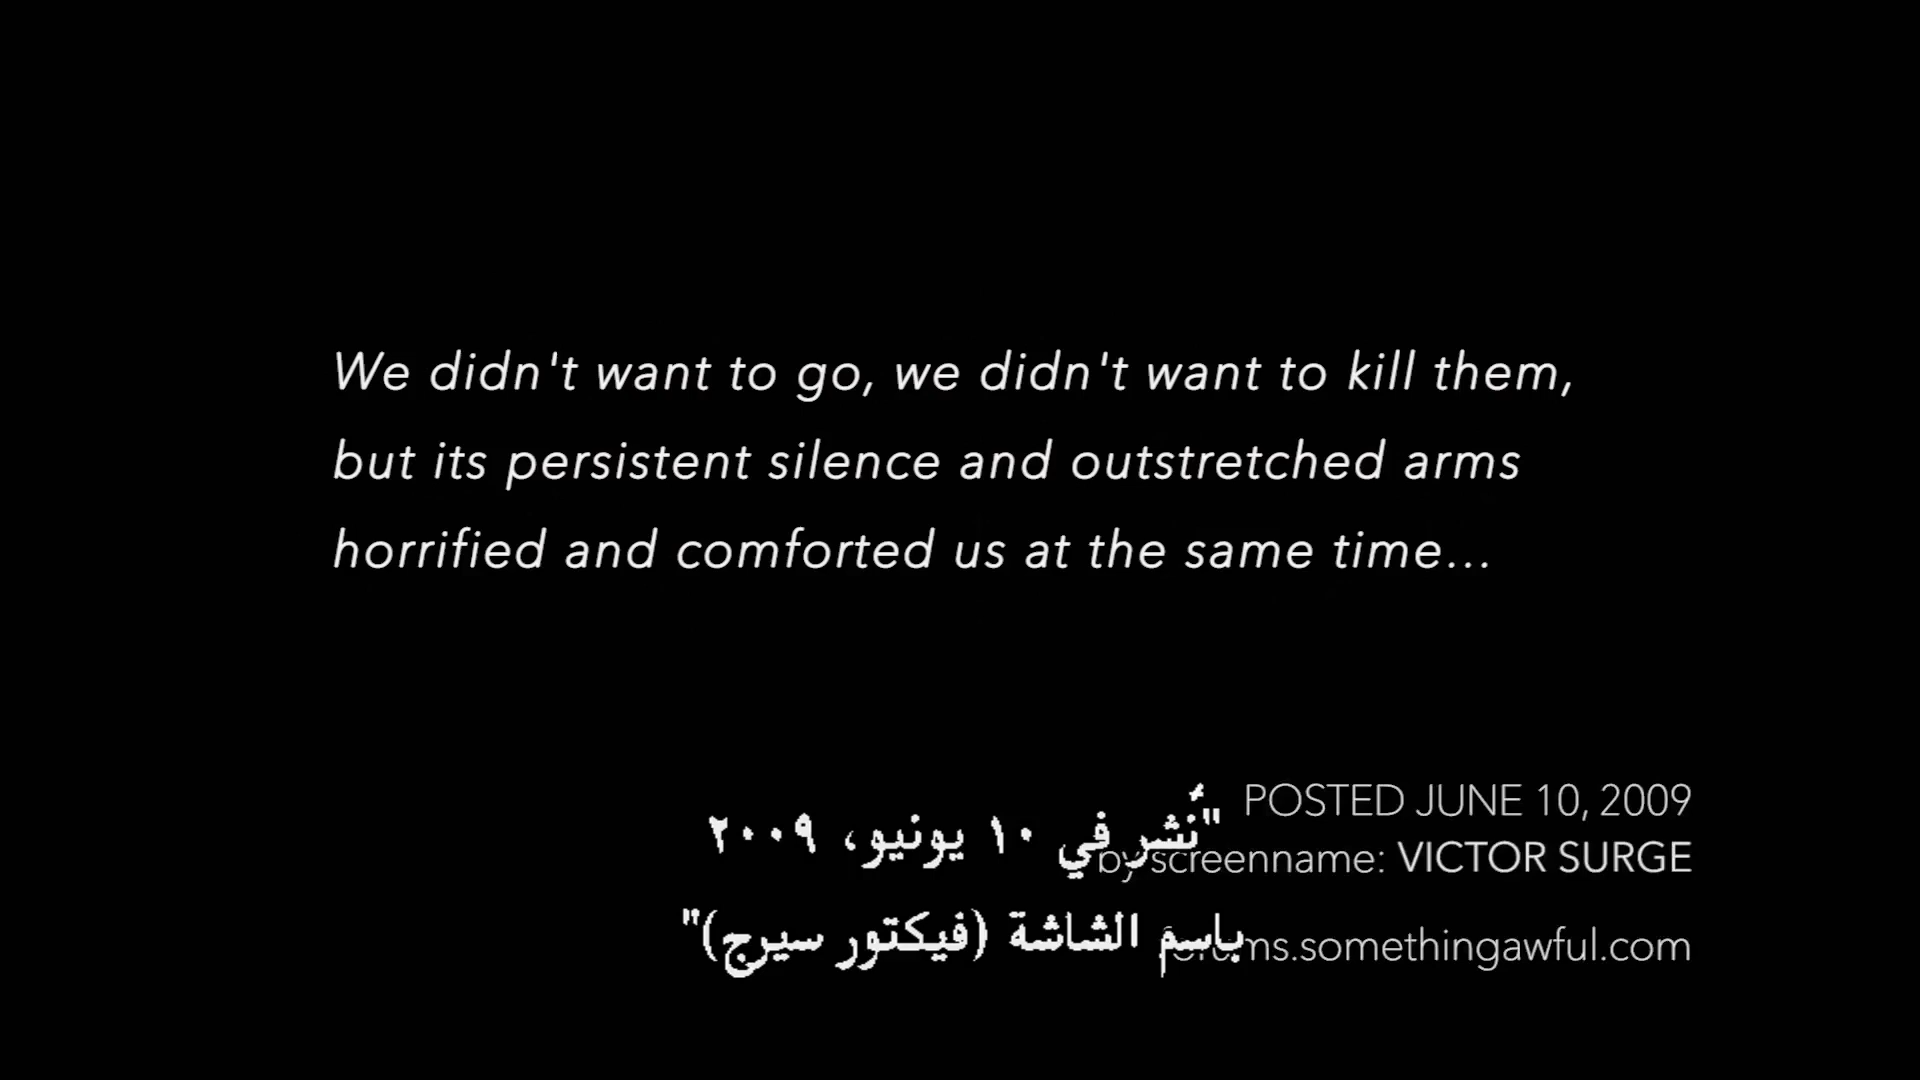 We didn't want to go, we didn't want to kill them,
but its persistent silence and outstretched arms
horrified and comforted us at the same time...
POSTED JUNE 10, 2009
by screenname: VICTOR SURGE
forums.somethingawful.com
"نُشر في ١٠ يونيو، ٢٠٠٩
باسم الشاشة (فيكتور سيرج)"